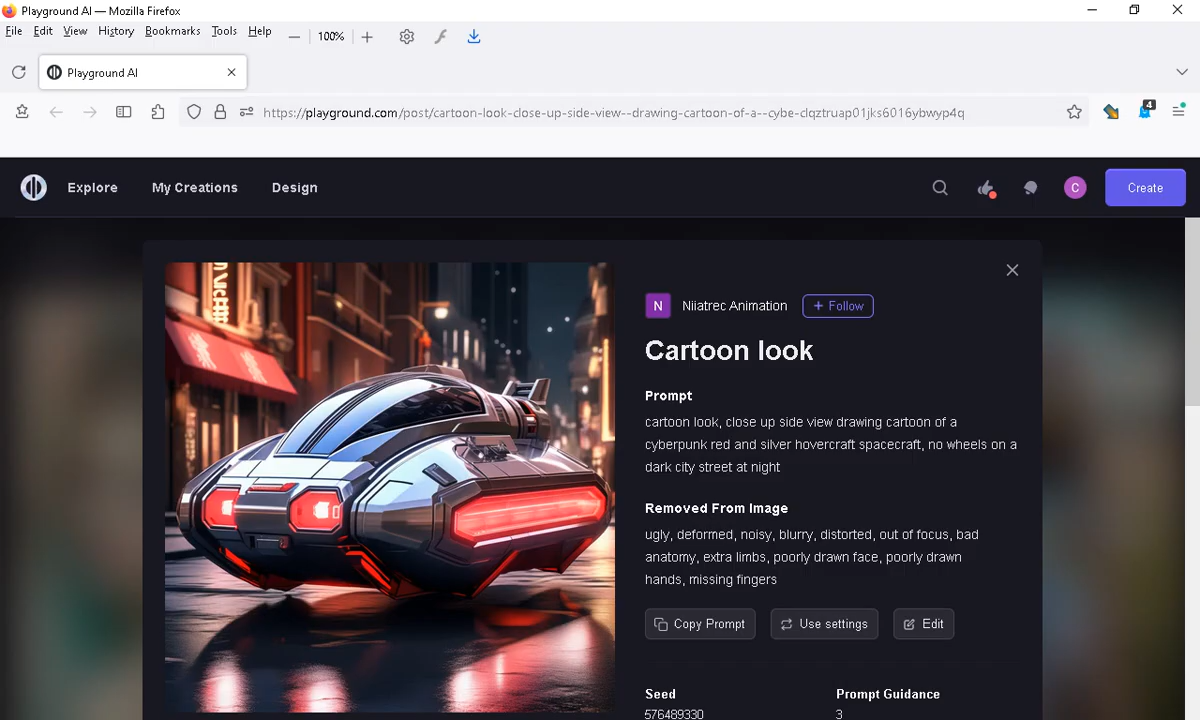 Playground AI — Mozilla Firefox
File Edit View History Bookmarks Tools Help 100%
Playground AI
https://playground.com/post/cartoon-look-close-up-side-view--drawing-cartoon-of-a--cybe-clqztruap01jks6016ybwyp4q
4
Explore My Creations Design C Create
N Niiatrec Animation + Follow
Cartoon look
Prompt
cartoon look, close up side view drawing cartoon of a
cyberpunk red and silver hovercraft spacecraft, no wheels on a
dark city street at night
Removed From Image
ugly, deformed, noisy, blurry, distorted, out of focus, bad
anatomy, extra limbs, poorly drawn face, poorly drawn
hands, missing fingers
Copy Prompt Use settings Edit
Seed Prompt Guidance
576489330 3